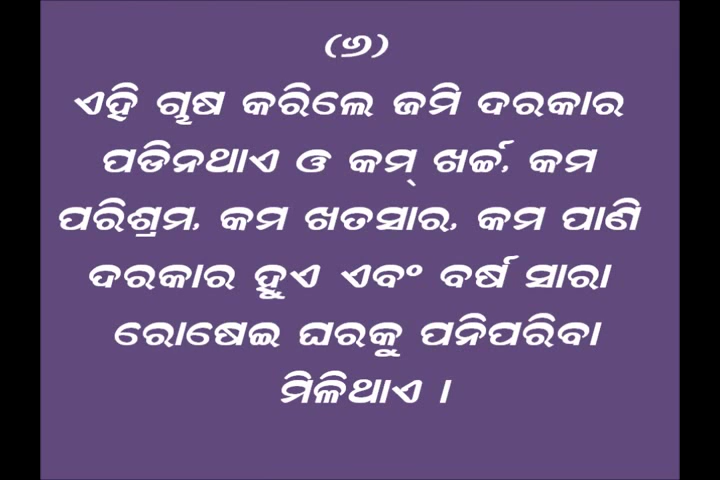 (୬)
ଏହି ଗ୍ଭଷ କରିଲେ ଜମି ଦରକାର
ପଡିନଥାଏ ଓ କମ୍ ଖର୍ଚ୍ଚ, କମ
ପରିଶ୍ରମ, କମ ଖତସାର, କମ ପାଣି
ଦରକାର ହୁଏ ଏବଂ ବର୍ଷ ସାରା
ରୋଷେଇ ଘରକୁ ପନିପରିବା
ମିଳିଥାଏ ।